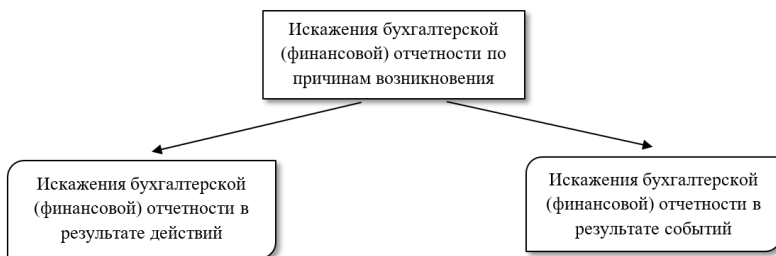 Искажения бухгалтерской
(финансовой) отчетности по
причинам возникновения
Искажения бухгалтерской
(финансовой) отчетности в
результате действий
Искажения бухгалтерской
(финансовой) отчетности в
результате событий